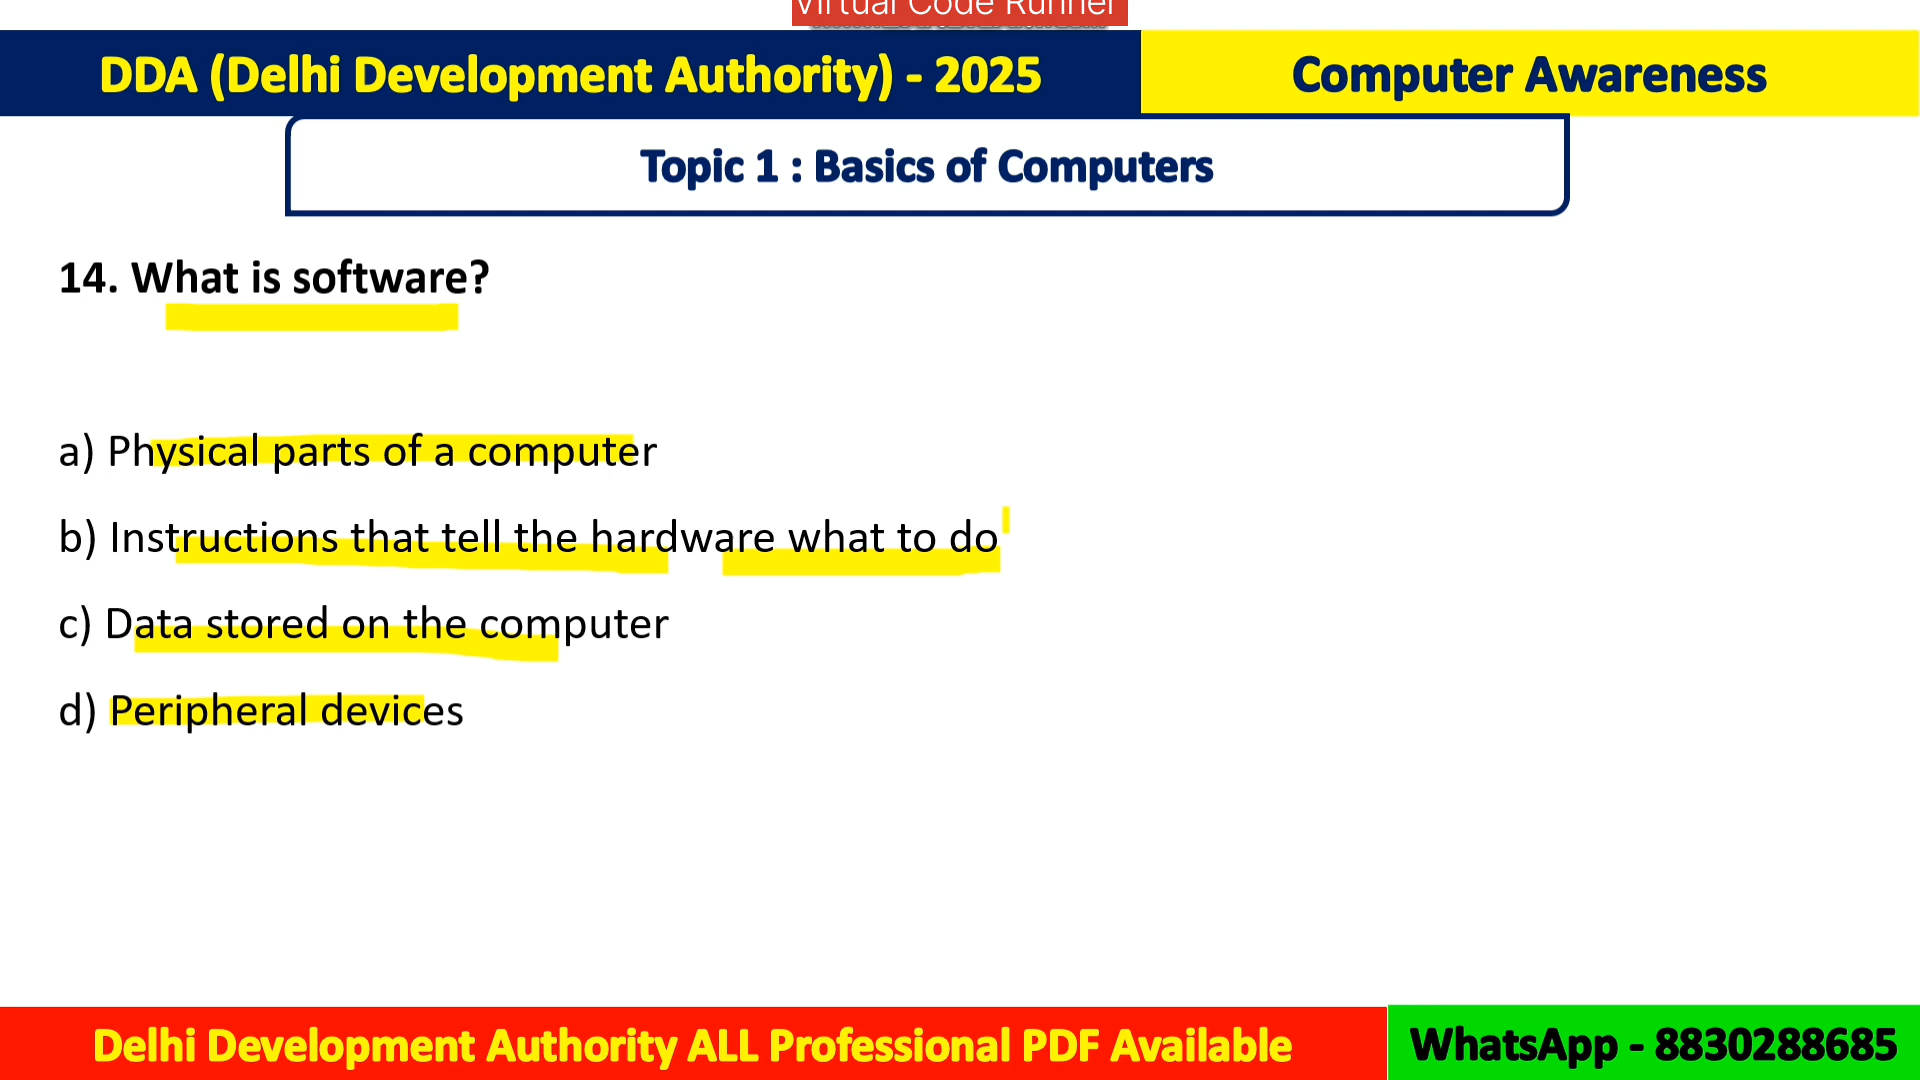 Virtual Code Runner
DDA (Delhi Development Authority) - 2025
Computer Awareness
Topic 1 : Basics of Computers
14. What is software?
a) Physical parts of a computer
b) Instructions that tell the hardware what to do
c) Data stored on the computer
d) Peripheral devices
Delhi Development Authority ALL Professional PDF Available
WhatsApp - 8830288685